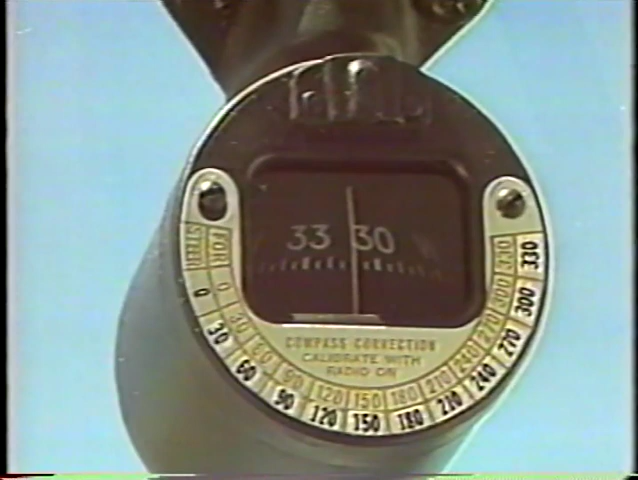 33 30
FOR 0 30 60 90 120 150 180 210 240 270 300 330
STEER 0 30 60 90 120 150 180 210 240 270 300 330
COMPASS CORRECTION
CALIBRATE WITH
RADIO ON